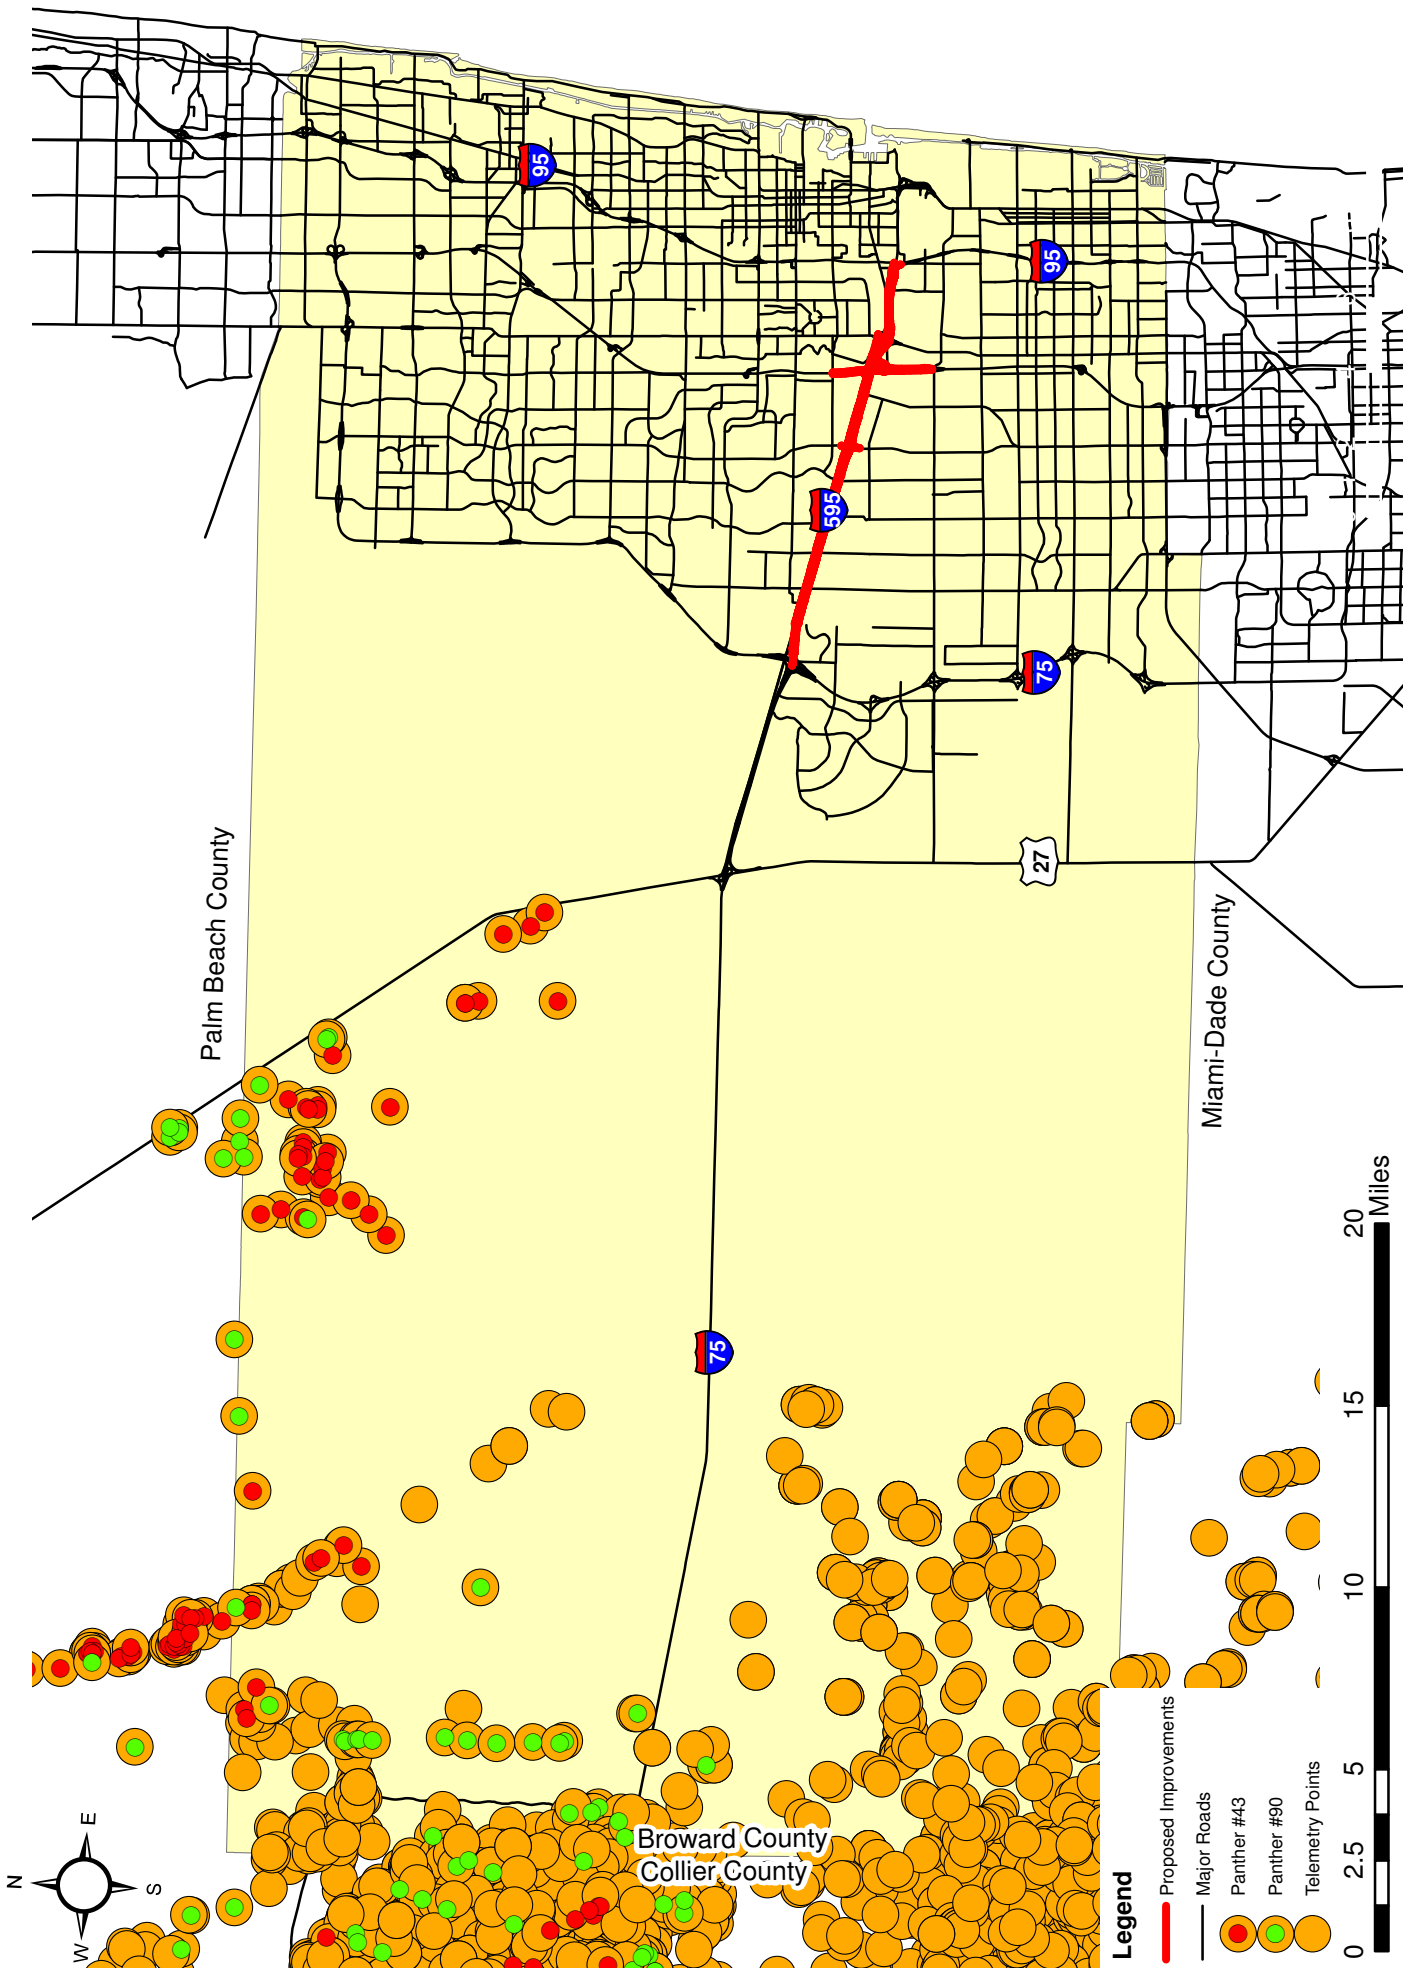 Palm Beach County
95
95
595
75
27
75
Miami-Dade County
Broward County
Collier County
N
W
E
S
Legend
Proposed Improvements
Major Roads
Panther #43
Panther #90
Telemetry Points
0 2.5 5 10 15 20
Miles